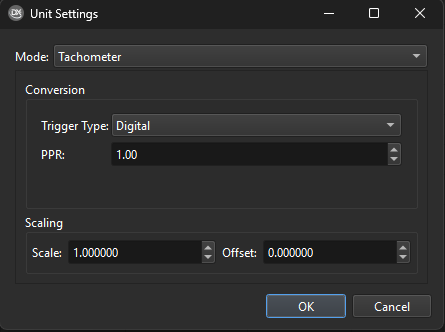 DX Unit Settings
Mode: Tachometer
Conversion
Trigger Type: Digital
PPR: 1.00
Scaling
Scale: 1.000000 Offset: 0.000000
OK Cancel